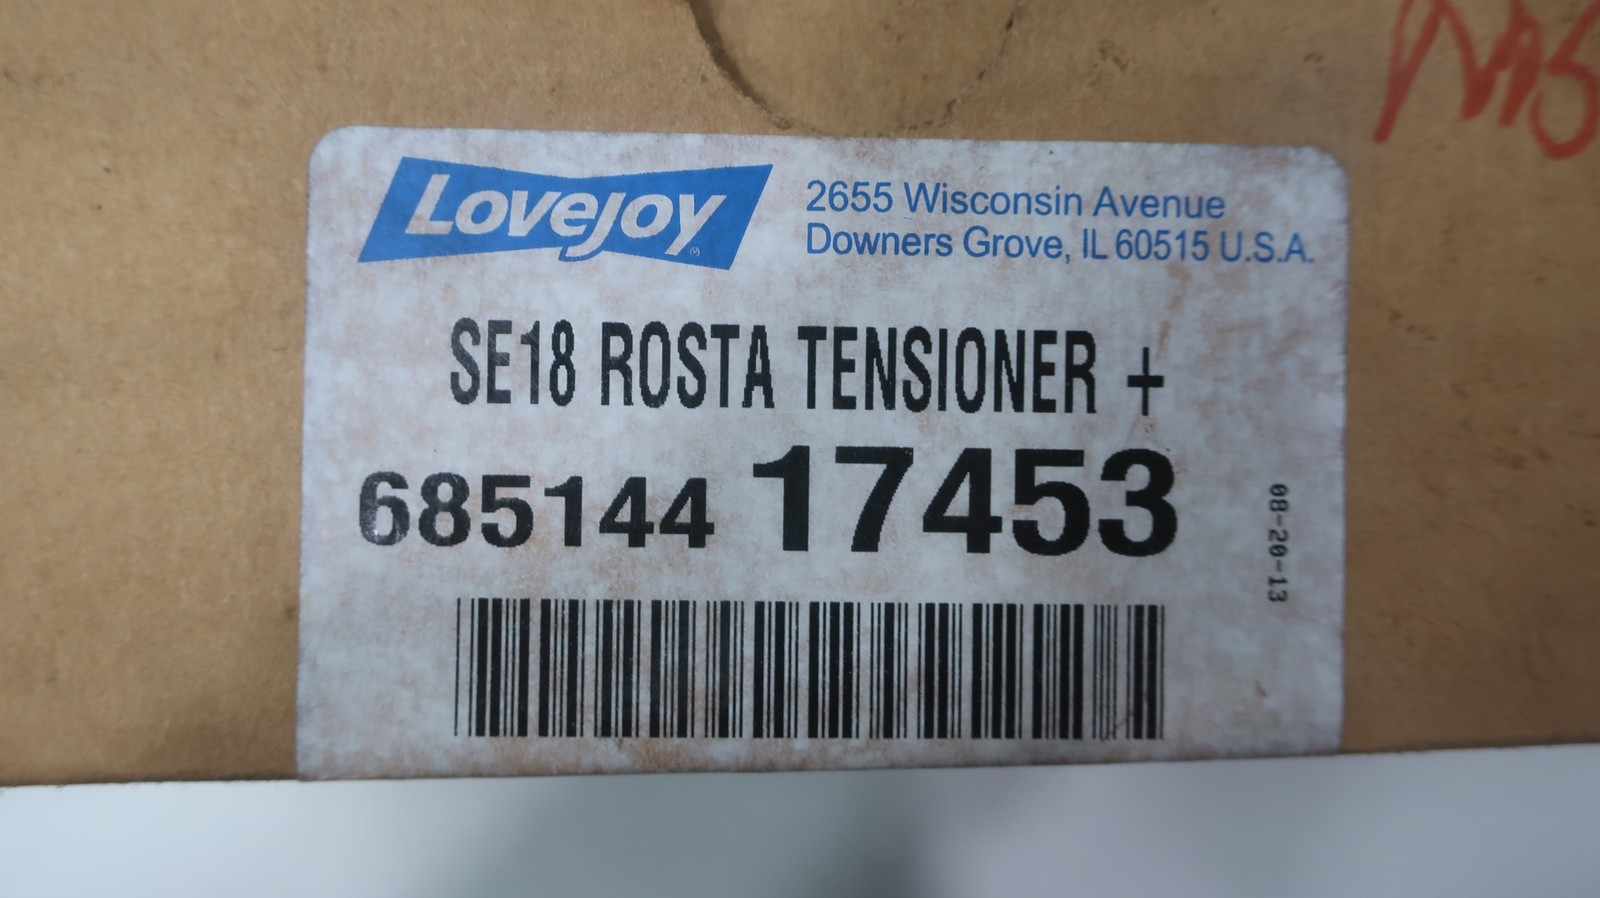 Lovejoy
2655 Wisconsin Avenue
Downers Grove, IL 60515 U.S.A.
SE18 ROSTA TENSIONER +
685144 17453
08-20-13